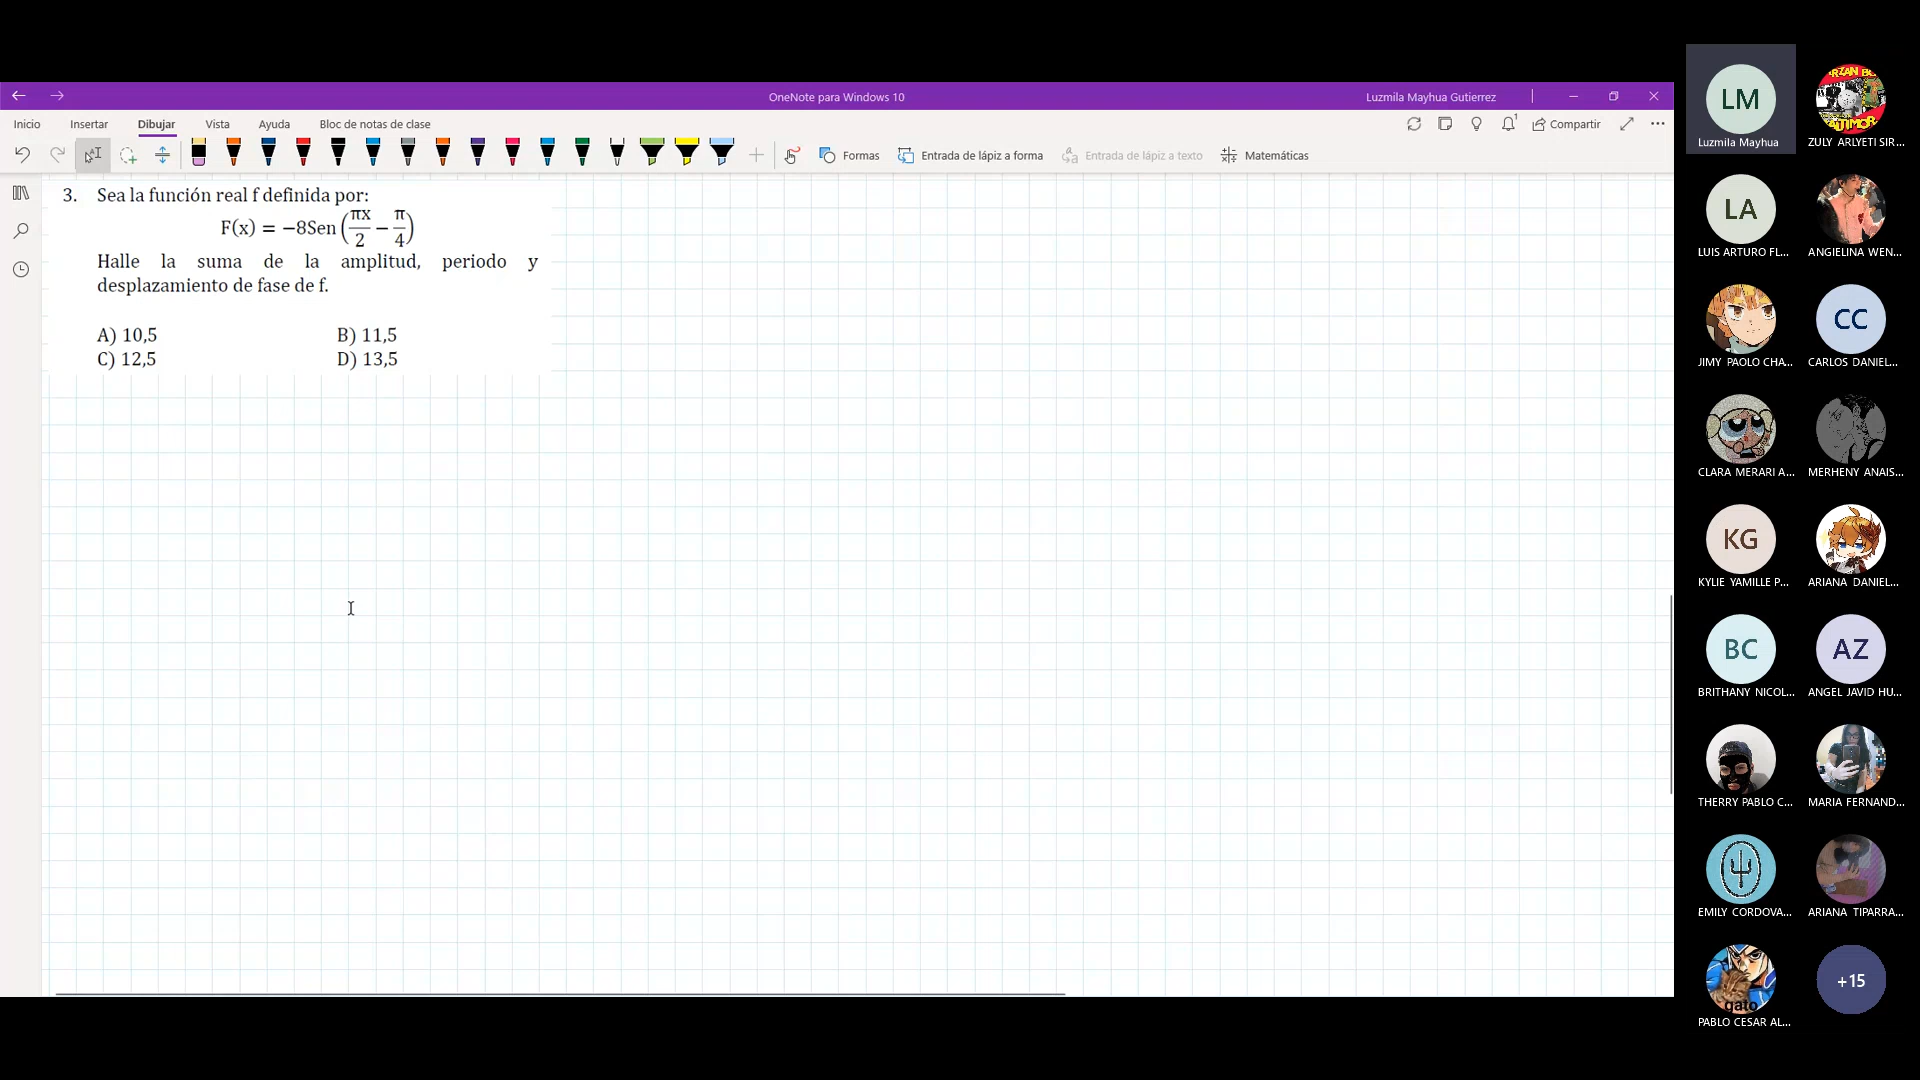 OneNote para Windows 10
Luzmila Mayhua Gutierrez
Inicio Insertar Dibujar Vista Ayuda Bloc de notas de clase
1
Compartir
Formas Entrada de lápiz a forma Entrada de lápiz a texto Matemáticas
3. Sea la función real f definida por:
F(x) = −8Sen (πx/2 − π/4)
Halle la suma de la amplitud, periodo y
desplazamiento de fase de f.
A) 10,5 B) 11,5
C) 12,5 D) 13,5
LM
Luzmila Mayhua
ZULY ARLYETI SIR...
LA
LUIS ARTURO FL...
ANGIELINA WEN...
JIMY PAOLO CHA...
CC
CARLOS DANIEL...
CLARA MERARI A...
MERHENY ANAIS...
KG
KYLIE YAMILLE P...
ARIANA DANIEL...
BC
BRITHANY NICOL...
AZ
ANGEL JAVID HU...
THERRY PABLO C...
MARIA FERNAND...
EMILY CORDOVA...
ARIANA TIPARRA...
gato
PABLO CESAR AL...
+15